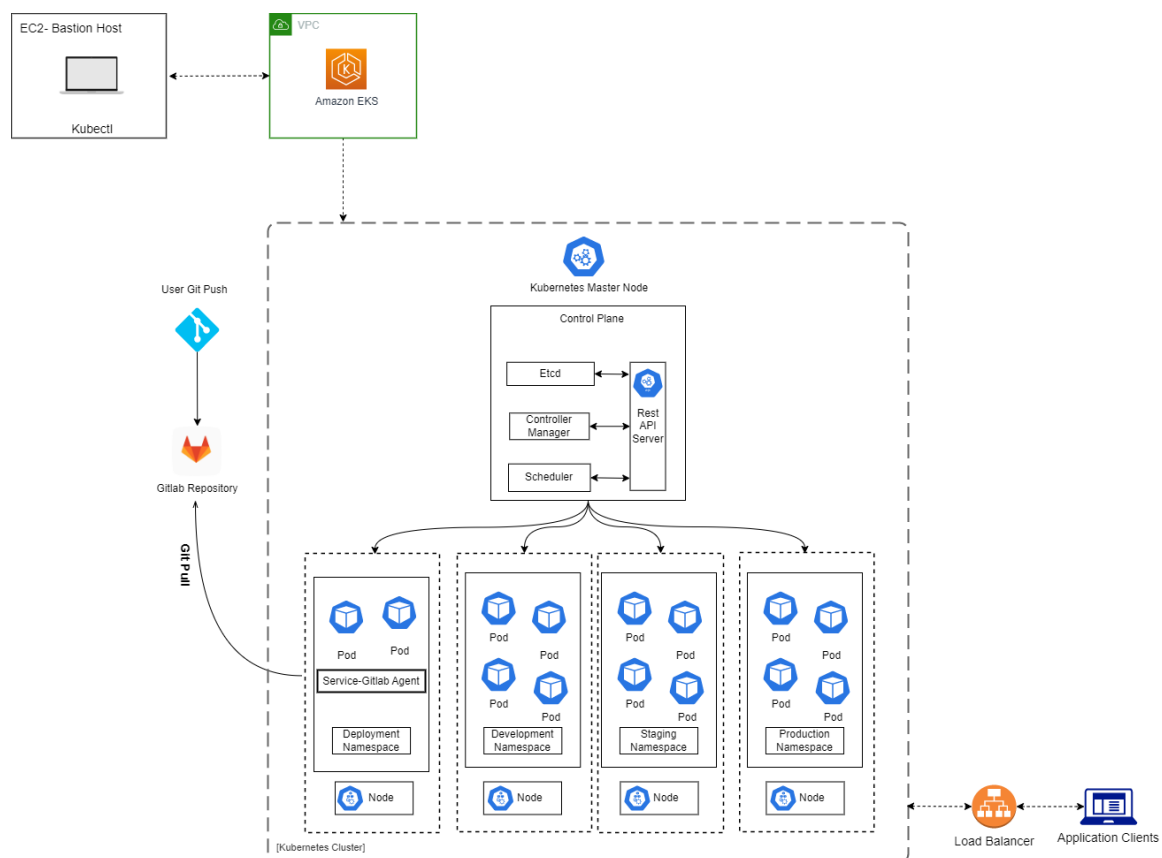 EC2- Bastion Host
Kubectl
VPC
Amazon EKS
Kubernetes Master Node
Control Plane
Etcd
Controller
Manager
Scheduler
Rest
API
Server
User Git Push
Gitlab Repository
Git Pull
Pod
Pod
Service-Gitlab Agent
Deployment
Namespace
Node
Pod
Pod
Pod
Pod
Development
Namespace
Node
Pod
Pod
Pod
Pod
Staging
Namespace
Node
Pod
Pod
Pod
Pod
Production
Namespace
Node
[Kubernetes Cluster]
Load Balancer
Application Clients